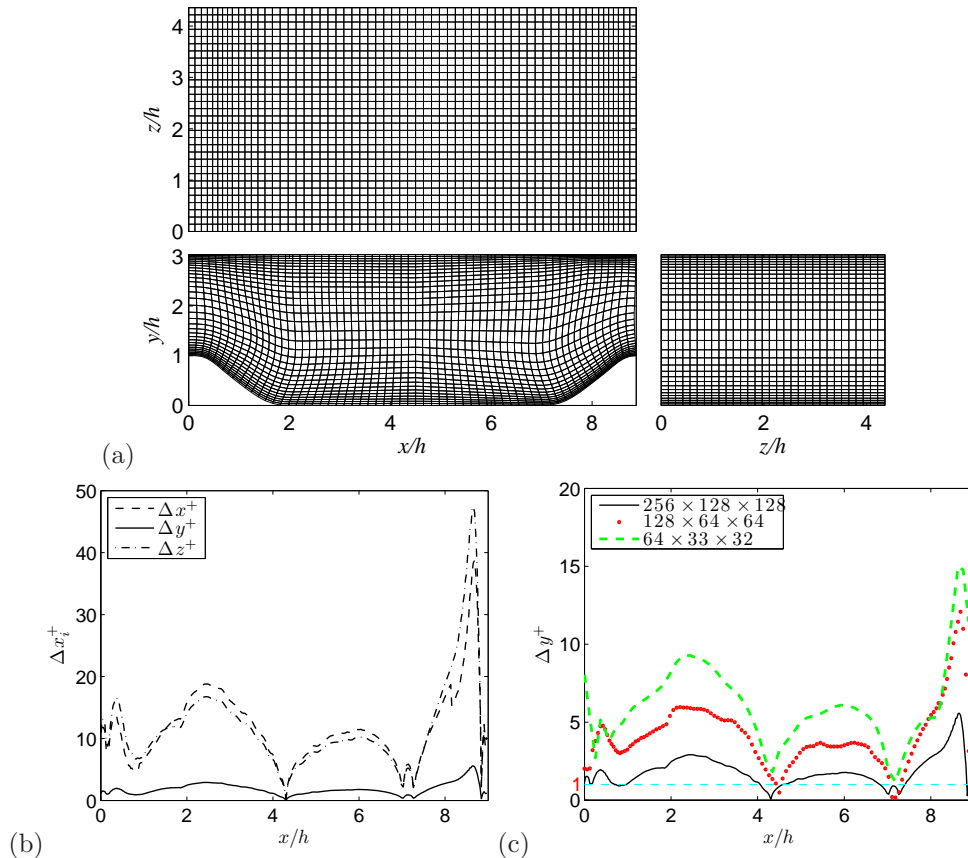 4
3
2
1
0
z/h
3
2
1
0
y/h
0 2 4 6 8
x/h
0 2 4
z/h
(a)
50
40
30
20
10
0
Δx_i^+
Δx^+
Δy^+
Δz^+
0 2 4 6 8
x/h
(b)
20
15
10
5
1
0
Δy^+
256 × 128 × 128
128 × 64 × 64
64 × 33 × 32
0 2 4 6 8
x/h
(c)